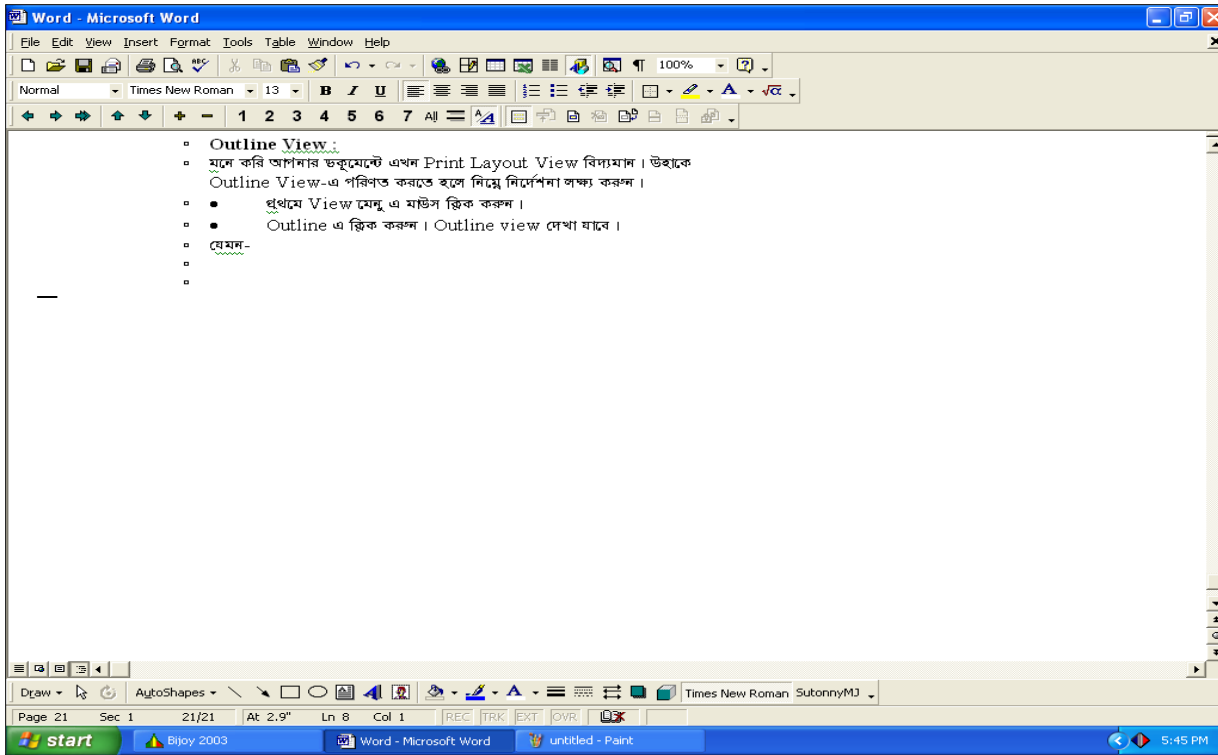 Word - Microsoft Word
File Edit View Insert Format Tools Table Window Help
100%
Normal Times New Roman 13 B I U
1 2 3 4 5 6 7 All
Outline View :
মনে করি আপনার ডকুমেন্টে এখন Print Layout View বিদ্যমান। উহাকে
Outline View-এ পরিণত করতে হলে নিম্নে নির্দেশনা লক্ষ্য করুন।
● প্রথমে View মেনু এ মাউস ক্লিক করুন।
● Outline এ ক্লিক করুন। Outline view দেখা যাবে।
যেমন-
Draw AutoShapes Times New Roman SutonnyMJ
Page 21 Sec 1 21/21 At 2.9" Ln 8 Col 1 REC TRK EXT OVR
start Bijoy 2003 Word - Microsoft Word untitled - Paint 5:45 PM